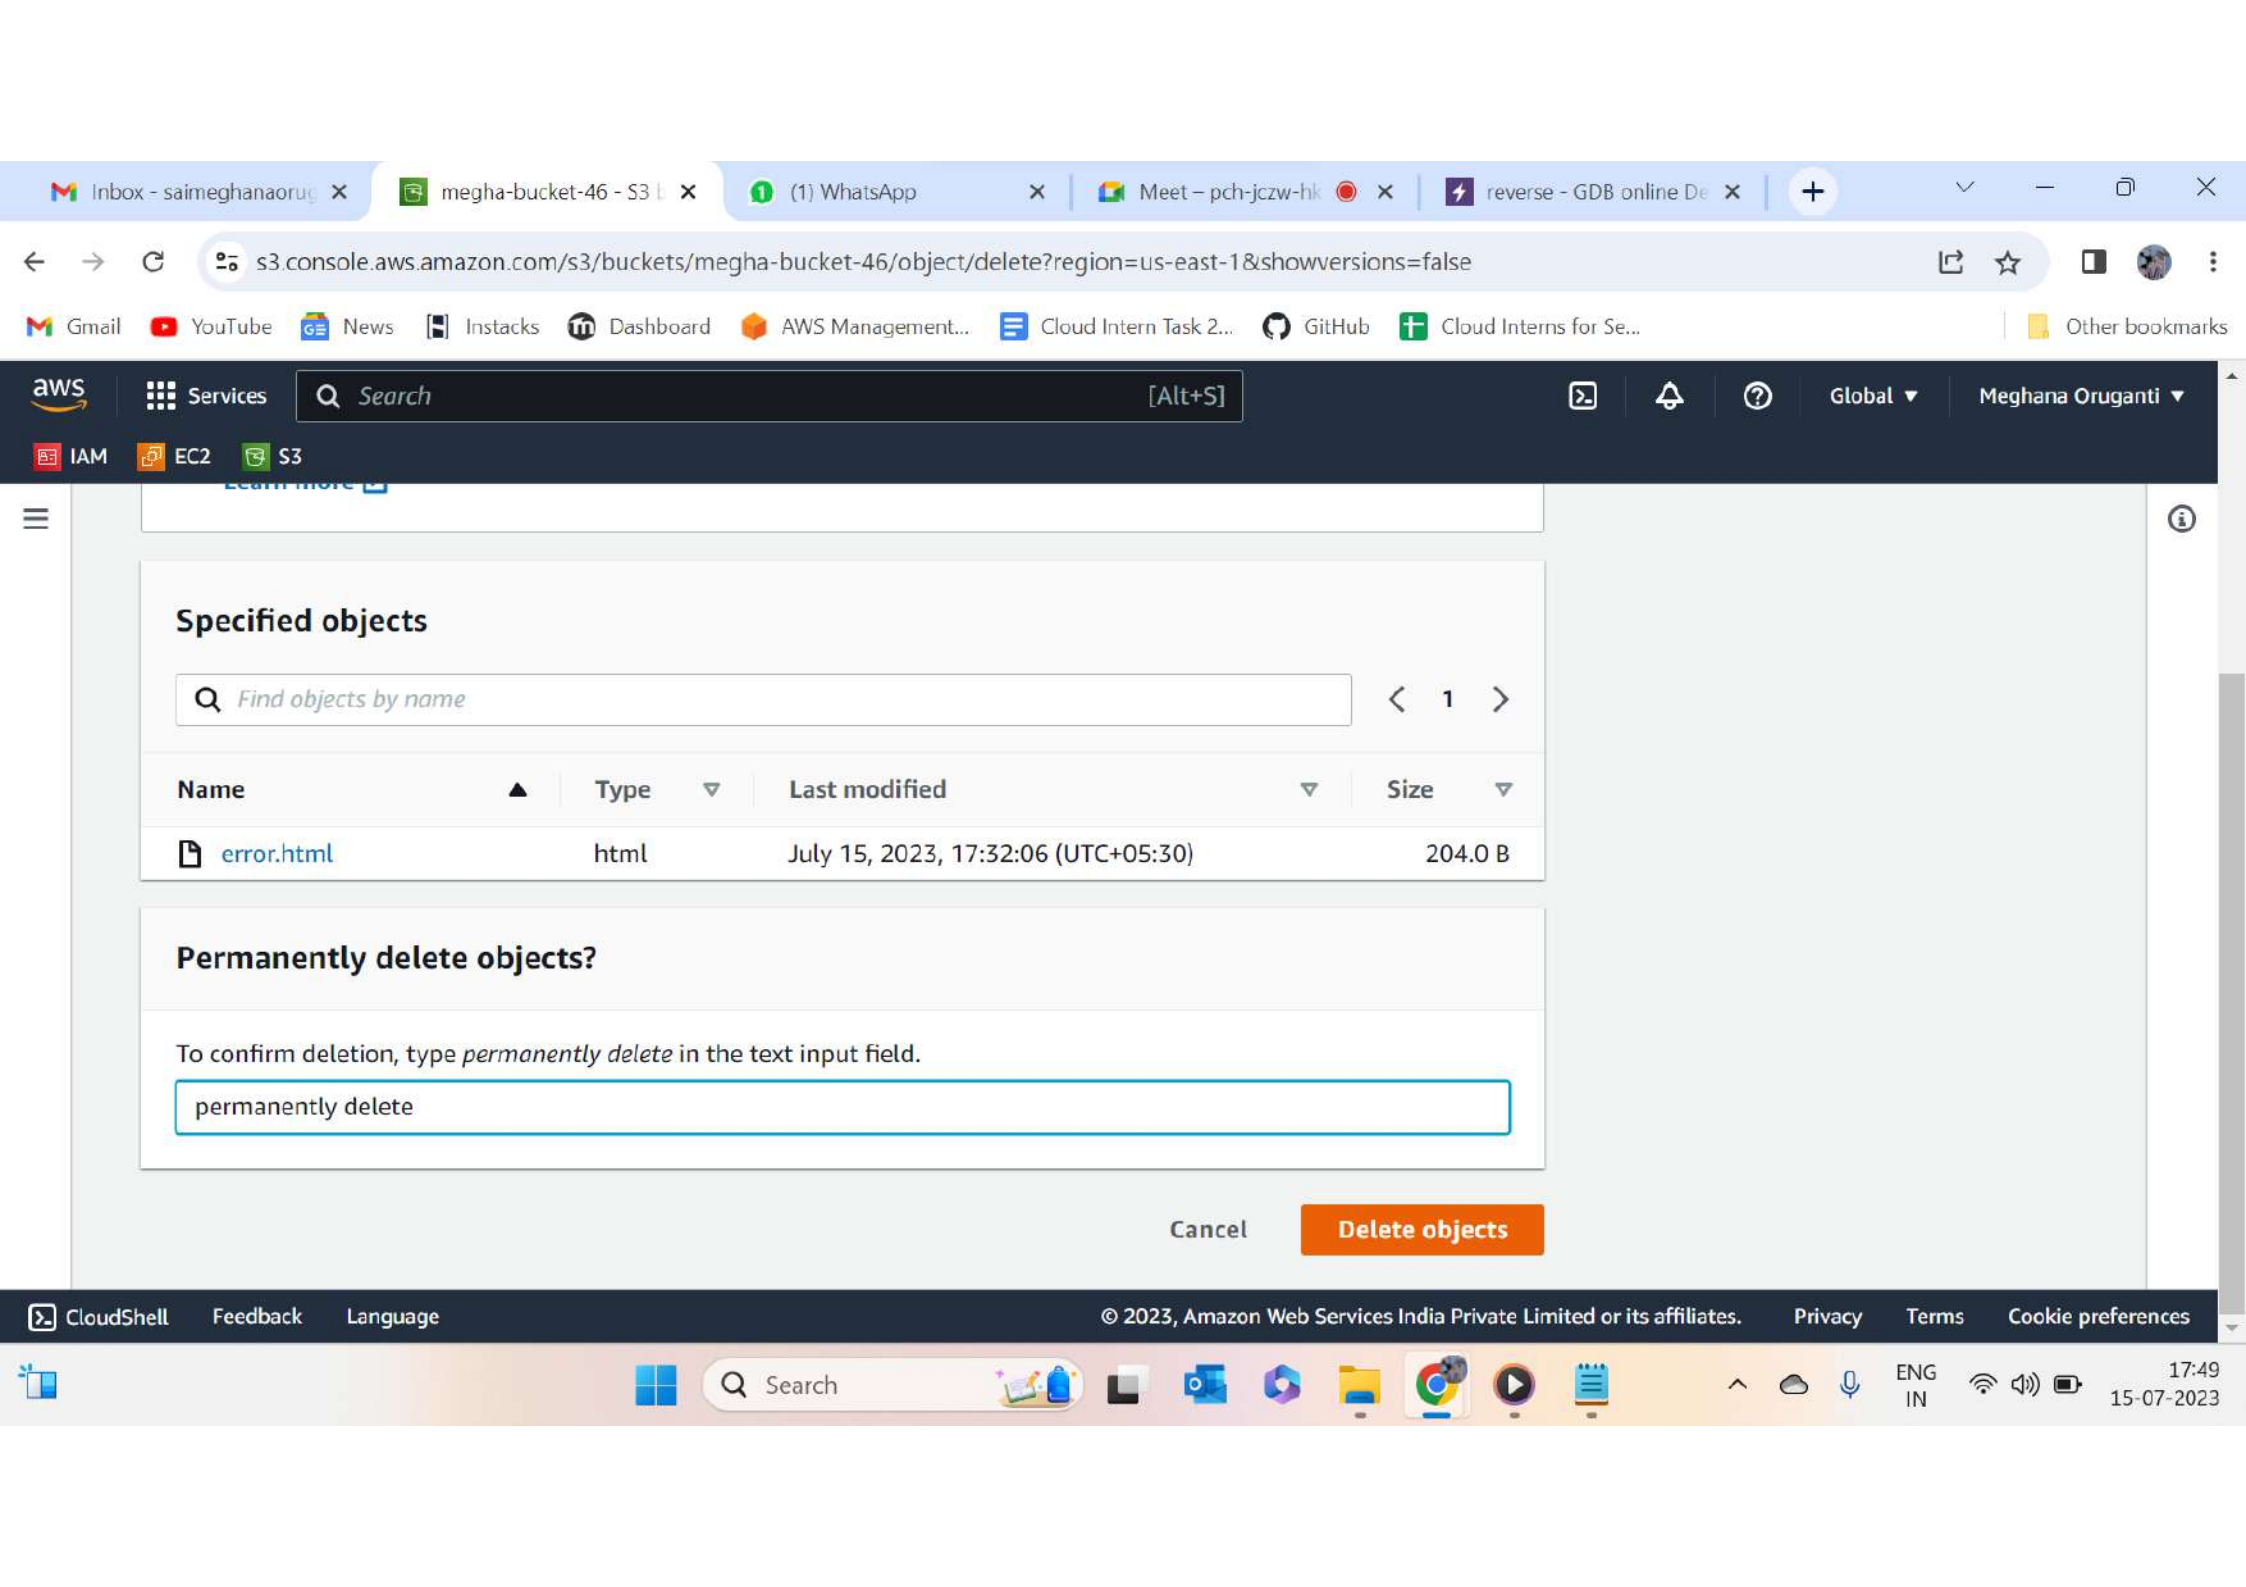 Inbox - saimeghanaorug
megha-bucket-46 - S3 b
(1) WhatsApp
Meet – pch-jczw-hk
reverse - GDB online De
s3.console.aws.amazon.com/s3/buckets/megha-bucket-46/object/delete?region=us-east-1&showversions=false
Gmail YouTube News Instacks Dashboard AWS Management... Cloud Intern Task 2... GitHub Cloud Interns for Se... Other bookmarks
aws Services Search [Alt+S] Global Meghana Oruganti
IAM EC2 S3
Learn more
Specified objects
Find objects by name 1
Name Type Last modified Size
error.html html July 15, 2023, 17:32:06 (UTC+05:30) 204.0 B
Permanently delete objects?
To confirm deletion, type permanently delete in the text input field.
permanently delete
Cancel Delete objects
CloudShell Feedback Language © 2023, Amazon Web Services India Private Limited or its affiliates. Privacy Terms Cookie preferences
Search ENG 17:49
IN 15-07-2023